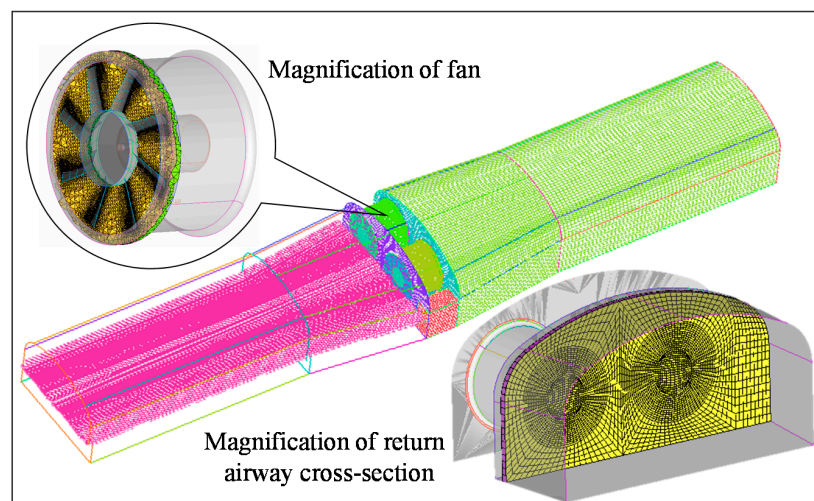 Magnification of fan
Magnification of return
airway cross-section